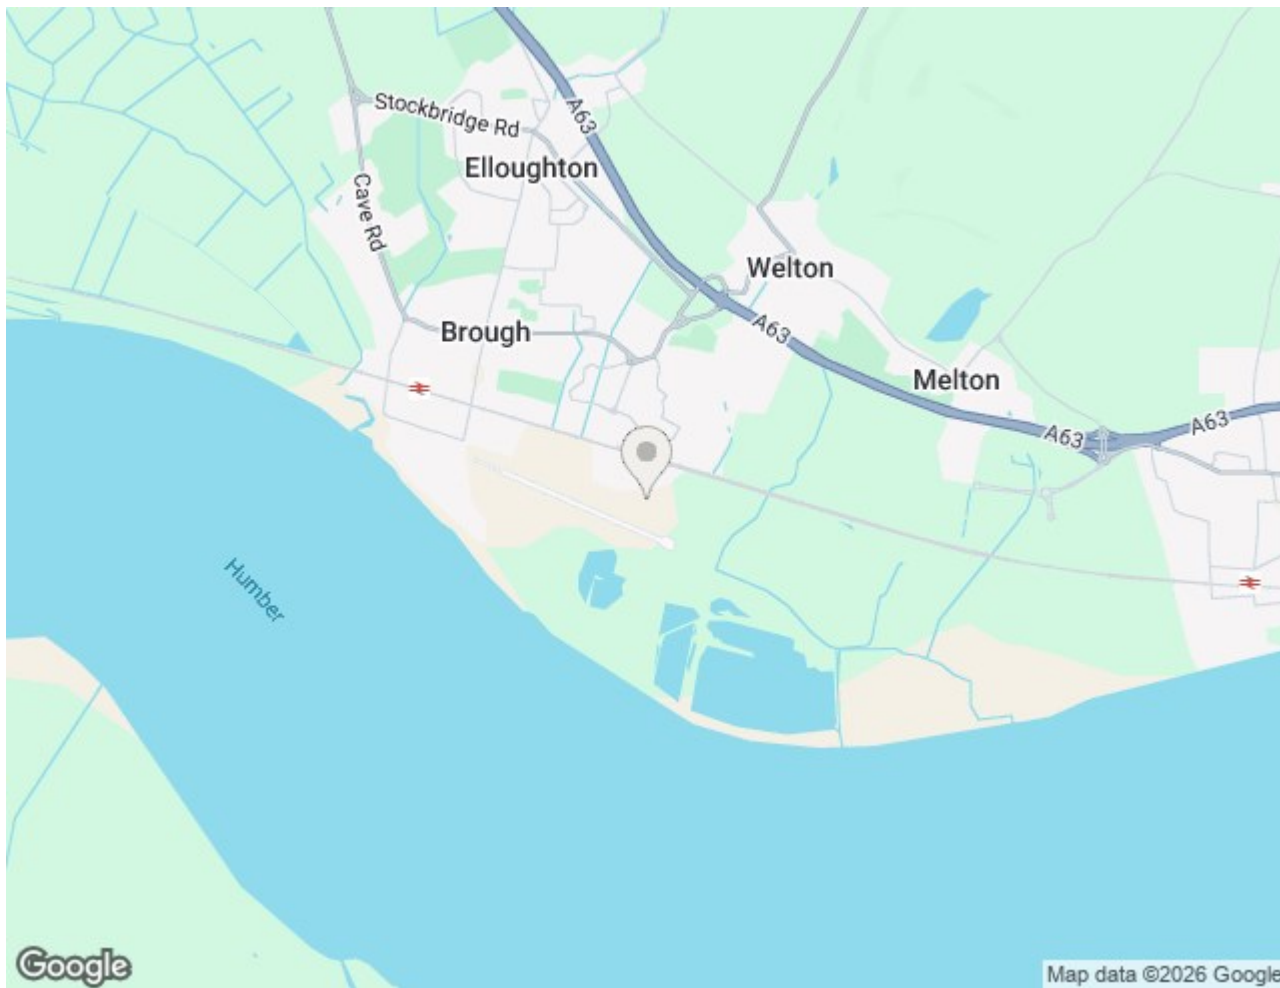 A63
Stockbridge Rd
Elloughton
Cave Rd
Welton
A63
Brough
Melton
A63
A63
Humber
Google
Map data ©2026 Google